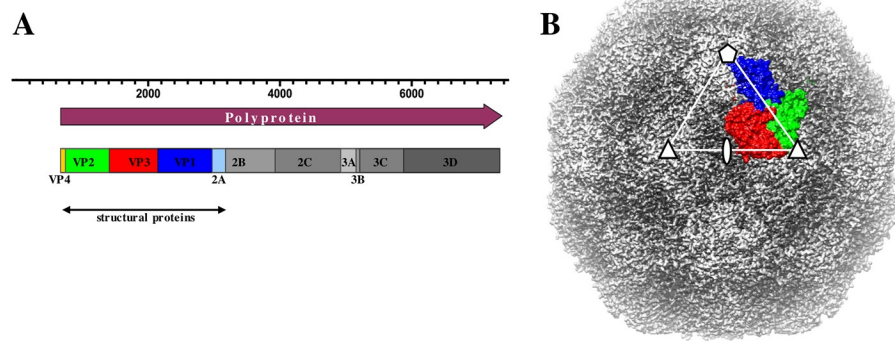 A
B
2000 4000 6000
Polyprotein
VP2 VP3 VP1 2B 2C 3A 3C 3D
VP4 2A 3B
structural proteins